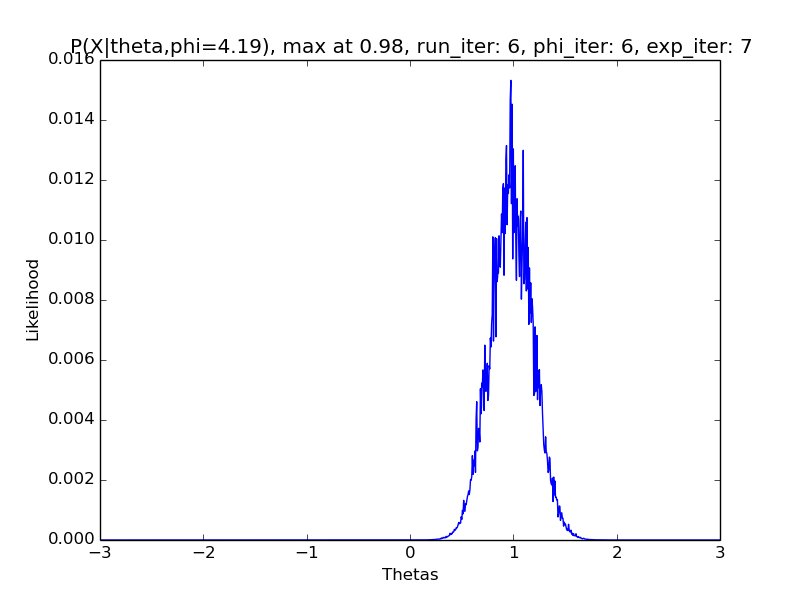 P(X|theta,phi=4.19), max at 0.98, run_iter: 6, phi_iter: 6, exp_iter: 7
0.016
0.014
0.012
0.010
0.008
0.006
0.004
0.002
0.000
Likelihood
−3 −2 −1 0 1 2 3
Thetas